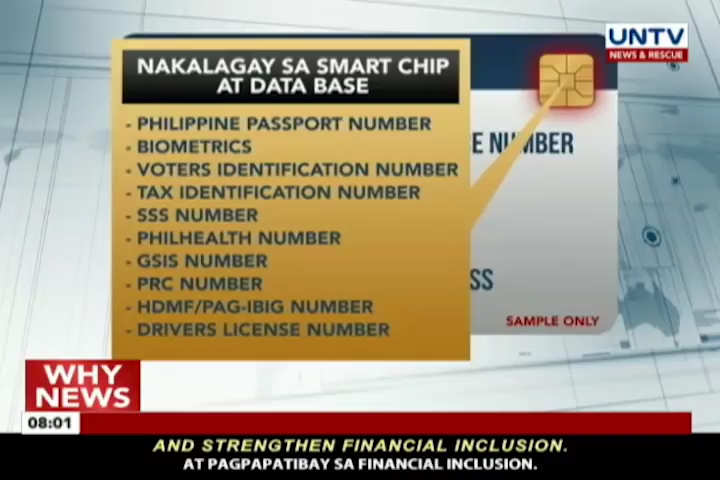 UNTV
NEWS & RESCUE
NAKALAGAY SA SMART CHIP
AT DATA BASE
- PHILIPPINE PASSPORT NUMBER
- BIOMETRICS
- VOTERS IDENTIFICATION NUMBER
- TAX IDENTIFICATION NUMBER
- SSS NUMBER
- PHILHEALTH NUMBER
- GSIS NUMBER
- PRC NUMBER
- HDMF/PAG-IBIG NUMBER
- DRIVERS LICENSE NUMBER
E NUMBER
SS
SAMPLE ONLY
WHY
NEWS
08:01
AND STRENGTHEN FINANCIAL INCLUSION.
AT PAGPAPATIBAY SA FINANCIAL INCLUSION.